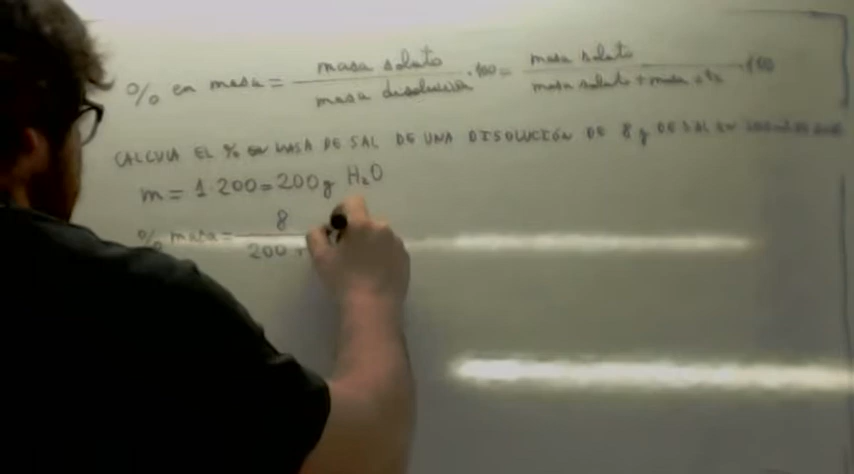 % en masa = masa soluto / masa disolución · 100 = masa soluto / masa soluto + masa · 100
CALCULA EL % EN MASA DE SAL DE UNA DISOLUCIÓN DE 8 g DE SAL EN
m = 1 · 200 = 200 g H₂O
% masa = 8 / 200 +